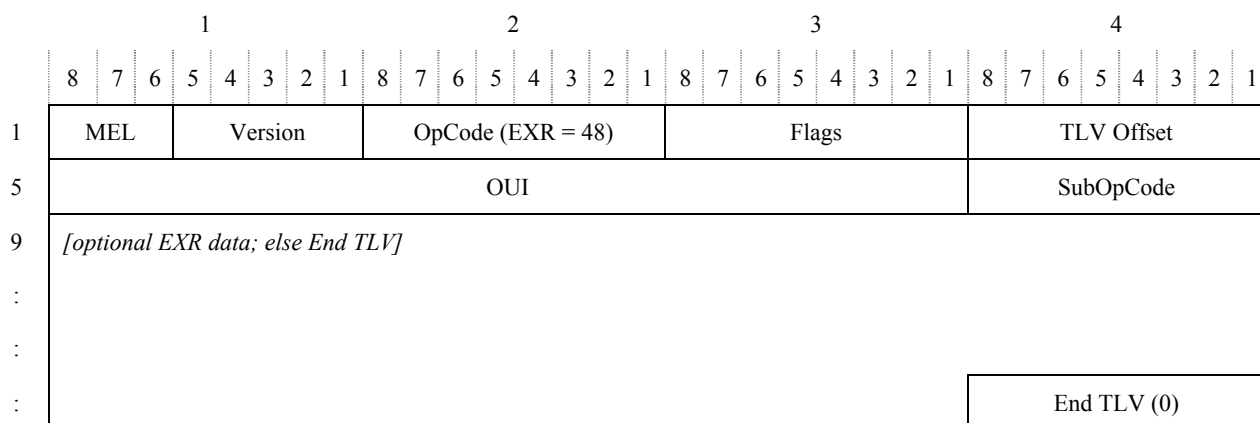 1 2 3 4
8 7 6 5 4 3 2 1 8 7 6 5 4 3 2 1 8 7 6 5 4 3 2 1 8 7 6 5 4 3 2 1
1 MEL Version OpCode (EXR = 48) Flags TLV Offset
5 OUI SubOpCode
9 [optional EXR data; else End TLV]
:
:
: End TLV (0)